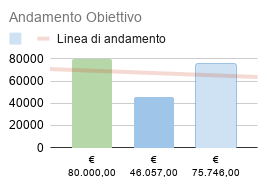 Andamento Obiettivo
Linea di andamento
80000
60000
40000
20000
0
€ € €
80.000,00 46.057,00 75.746,00